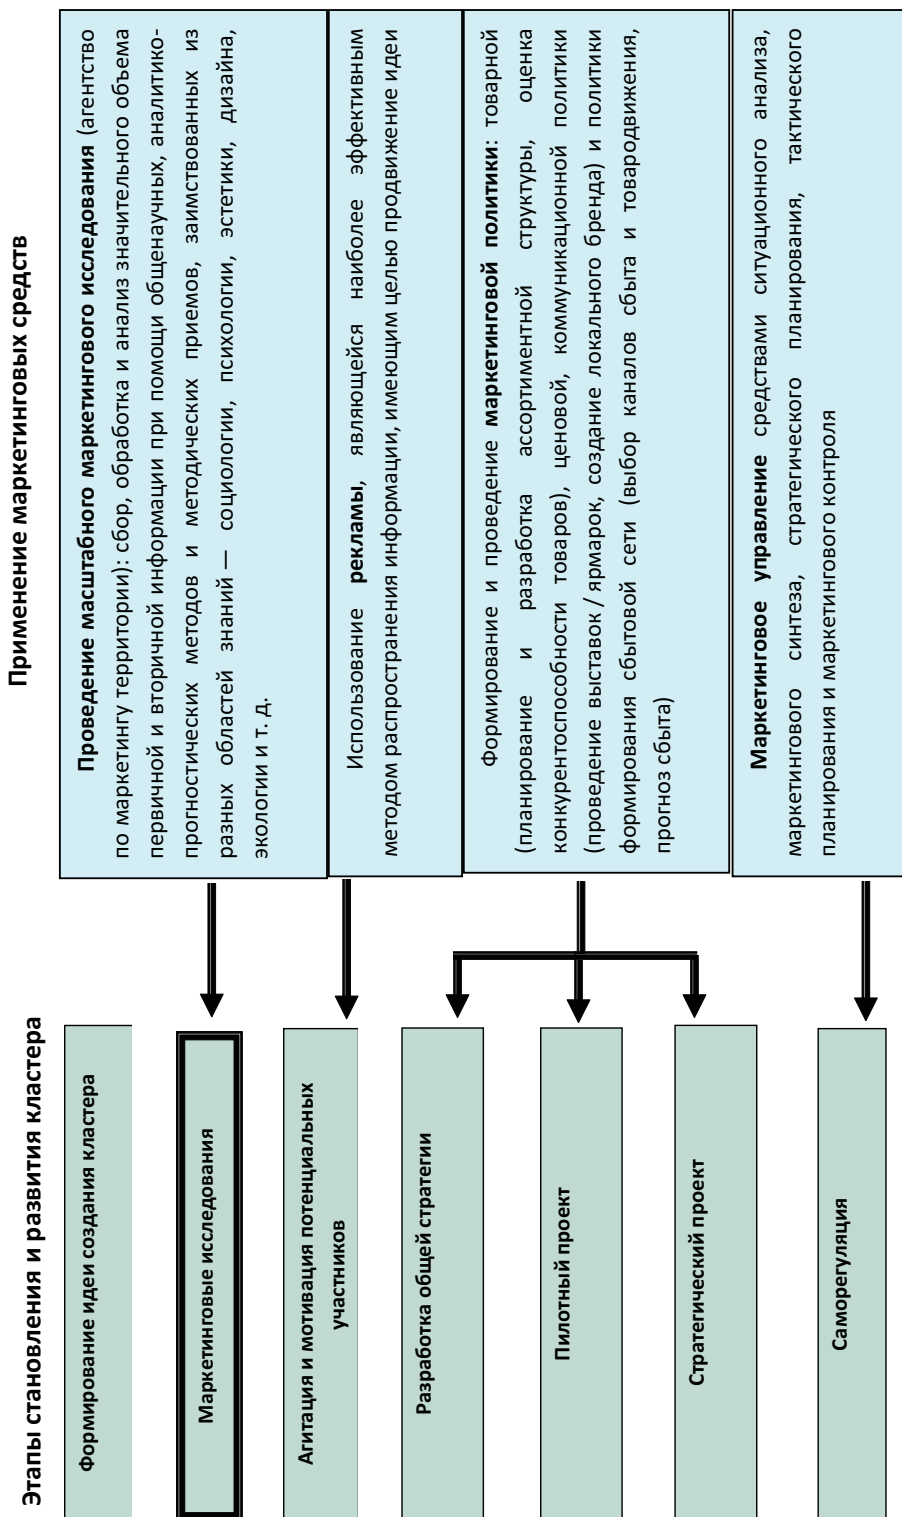 Этапы становления и развития кластера
Применение маркетинговых средств
Формирование идеи создания кластера
Маркетинговые исследования
Агитация и мотивация потенциальных
участников
Разработка общей стратегии
Пилотный проект
Стратегический проект
Саморегуляция
Проведение масштабного маркетингового исследования (агентство
по маркетингу территории): сбор, обработка и анализ значительного объема
первичной и вторичной информации при помощи общенаучных, аналитико-
прогностических методов и методических приемов, заимствованных из
разных областей знаний — социологии, психологии, эстетики, дизайна,
экологии и т. д.
Использование рекламы, являющейся наиболее эффективным
методом распространения информации, имеющим целью продвижение идеи
Формирование и проведение маркетинговой политики: товарной
(планирование и разработка ассортиментной структуры, оценка
конкурентоспособности товаров), ценовой, коммуникационной политики
(проведение выставок / ярмарок, создание локального бренда) и политики
формирования сбытовой сети (выбор каналов сбыта и товародвижения,
прогноз сбыта)
Маркетинговое управление средствами ситуационного анализа,
маркетингового синтеза, стратегического планирования, тактического
планирования и маркетингового контроля